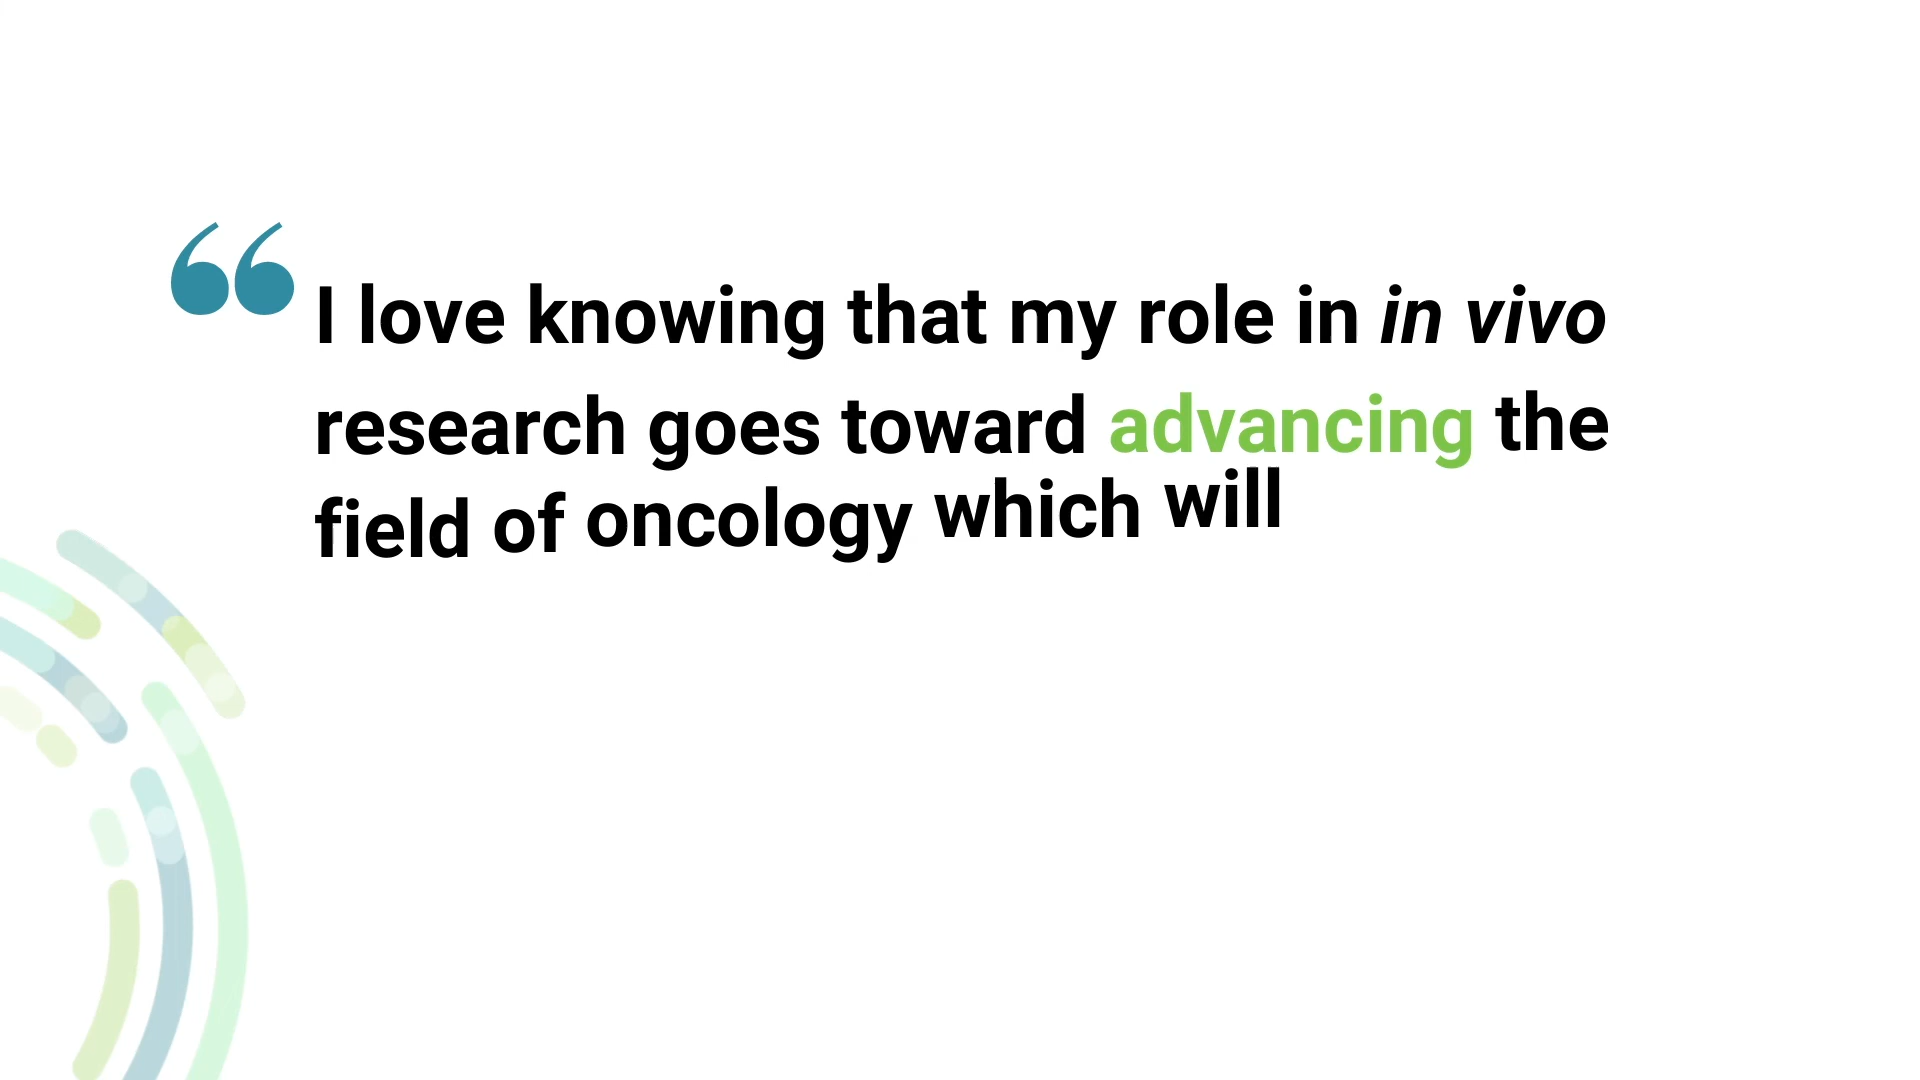 “I love knowing that my role in in vivo
research goes toward advancing the
field of oncology which will